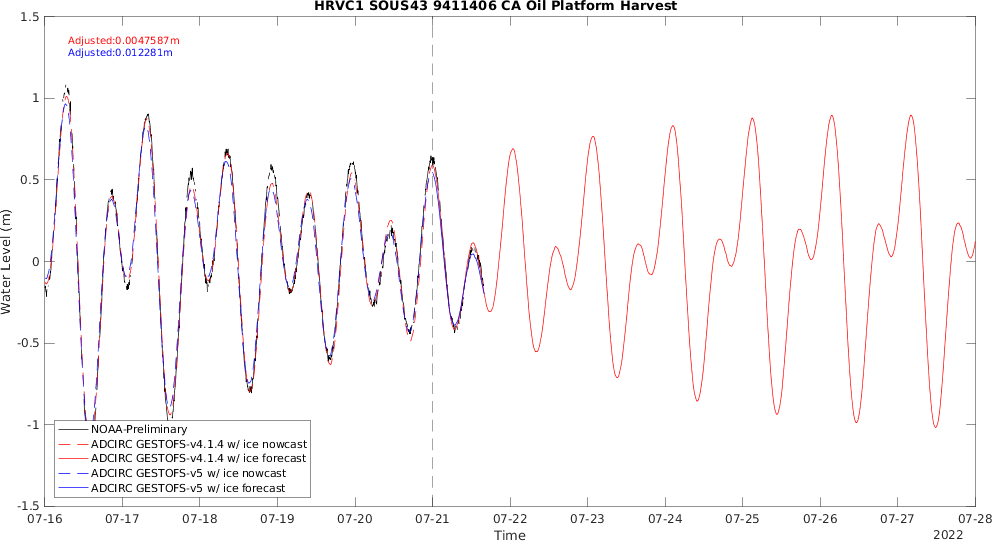 HRVC1 SOUS43 9411406 CA Oil Platform Harvest
1.5
Adjusted:0.0047587m
Adjusted:0.012281m
1
0.5
0
-0.5
-1
-1.5
Water Level (m)
NOAA-Preliminary
ADCIRC GESTOFS-v4.1.4 w/ ice nowcast
ADCIRC GESTOFS-v4.1.4 w/ ice forecast
ADCIRC GESTOFS-v5 w/ ice nowcast
ADCIRC GESTOFS-v5 w/ ice forecast
07-16 07-17 07-18 07-19 07-20 07-21 07-22 07-23 07-24 07-25 07-26 07-27 07-28
Time
2022